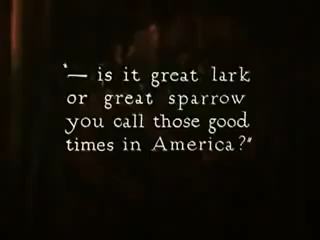 "— is it great lark
or great sparrow
you call those good
times in America?"